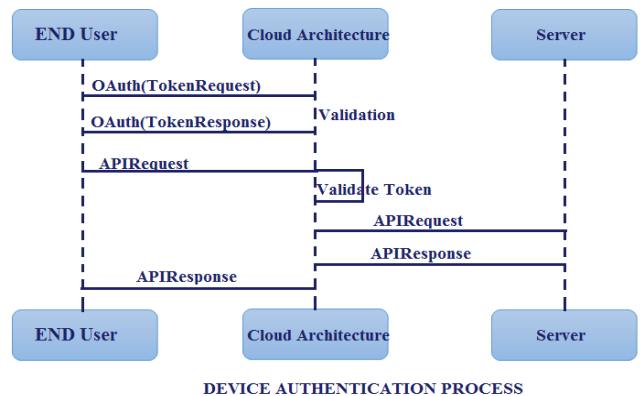 END User
Cloud Architecture
Server
OAuth(TokenRequest)
Validation
OAuth(TokenResponse)
APIRequest
Validate Token
APIRequest
APIResponse
APIResponse
END User
Cloud Architecture
Server
DEVICE AUTHENTICATION PROCESS